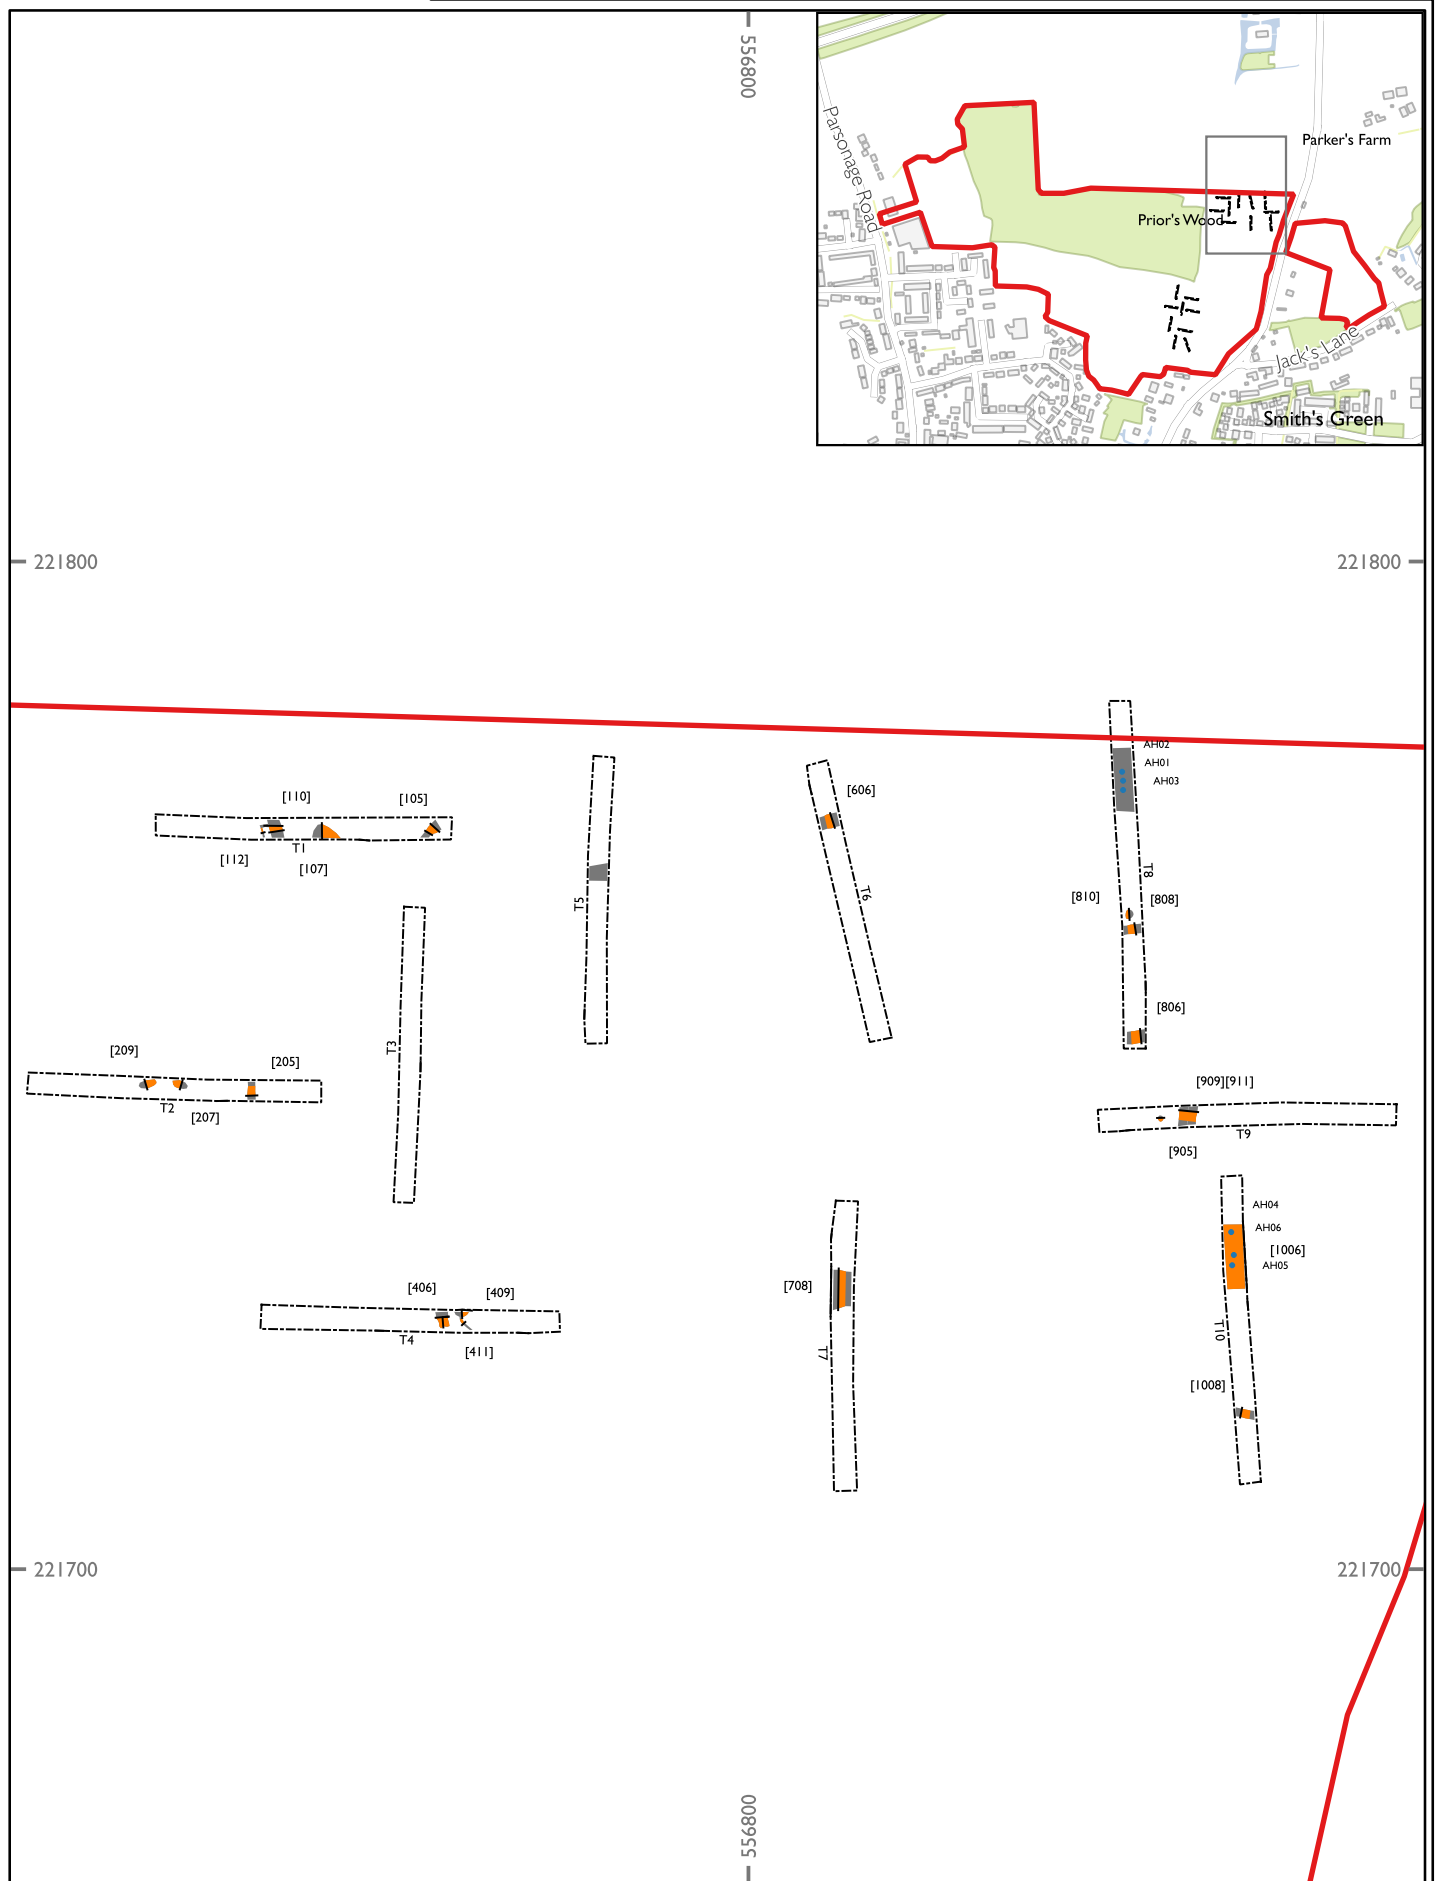 556800
Parsonage Road
Parker's Farm
Prior's Wood
Jack's Lane
Smith's Green
221800
221800
AH02
AH01
AH03
[110]
[105]
[606]
T1
[112]
[107]
T8
T5
T6
[810]
[808]
[806]
T3
[209]
[205]
T2
[207]
[909][911]
T9
[905]
AH04
AH06
[1006]
AH05
[406]
[409]
[708]
T4
[411]
T7
T10
[1008]
221700
221700
556800